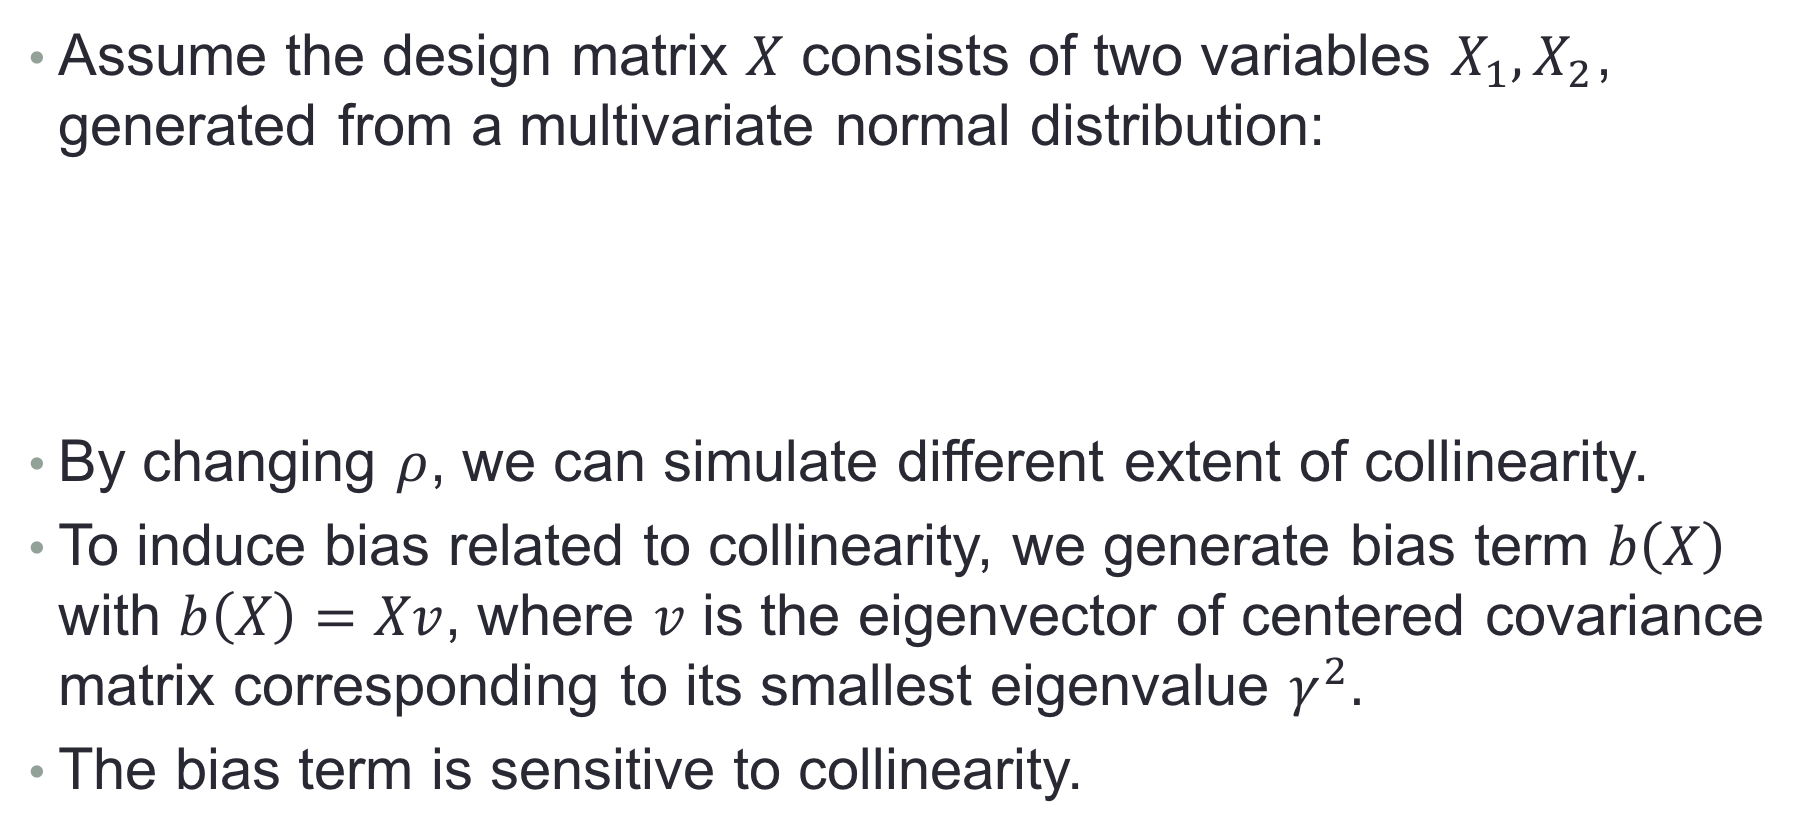 • Assume the design matrix X consists of two variables X₁, X₂,
generated from a multivariate normal distribution:
• By changing ρ, we can simulate different extent of collinearity.
• To induce bias related to collinearity, we generate bias term b(X)
with b(X) = Xv, where v is the eigenvector of centered covariance
matrix corresponding to its smallest eigenvalue γ².
• The bias term is sensitive to collinearity.